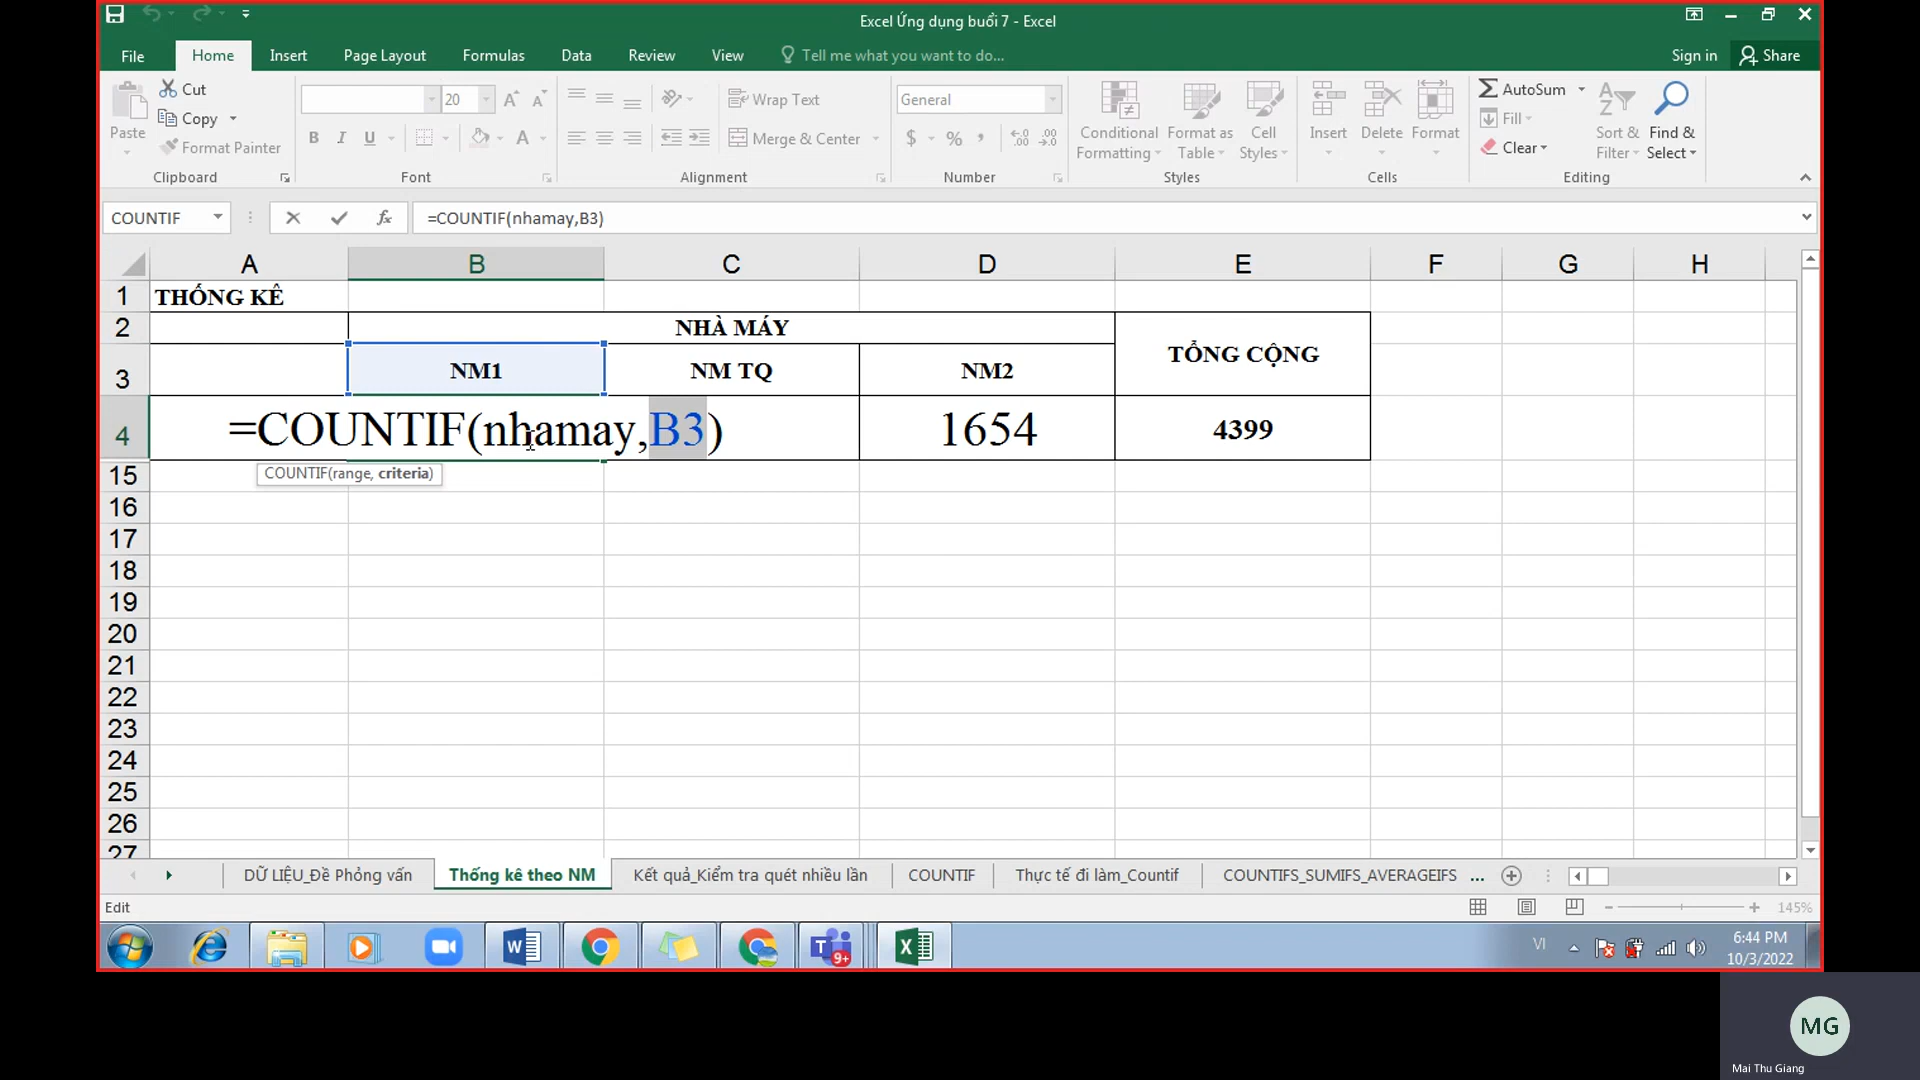 Excel Ứng dụng buổi 7 - Excel
File Home Insert Page Layout Formulas Data Review View Tell me what you want to do... Sign in Share
Paste Cut Copy Format Painter Clipboard
20 B I U A Font
Wrap Text Merge & Center Alignment
General $ % , Number
Conditional Formatting Format as Table Cell Styles Styles
Insert Delete Format Cells
AutoSum Fill Clear Sort & Filter Find & Select Editing
COUNTIF fx =COUNTIF(nhamay,B3)
A B C D E F G H
1 THỐNG KÊ
2 NHÀ MÁY TỔNG CỘNG
3 NM1 NM TQ NM2
4 =COUNTIF(nhamay,B3) 1654 4399
COUNTIF(range, criteria)
15
16
17
18
19
20
21
22
23
24
25
26
27
DỮ LIỆU_Đề Phỏng vấn Thống kê theo NM Kết quả_Kiểm tra quét nhiều lần COUNTIF Thực tế đi làm_Countif COUNTIFS_SUMIFS_AVERAGEIFS ...
Edit 145%
9+ VI 6:44 PM
10/3/2022
MG
Mai Thu Giang